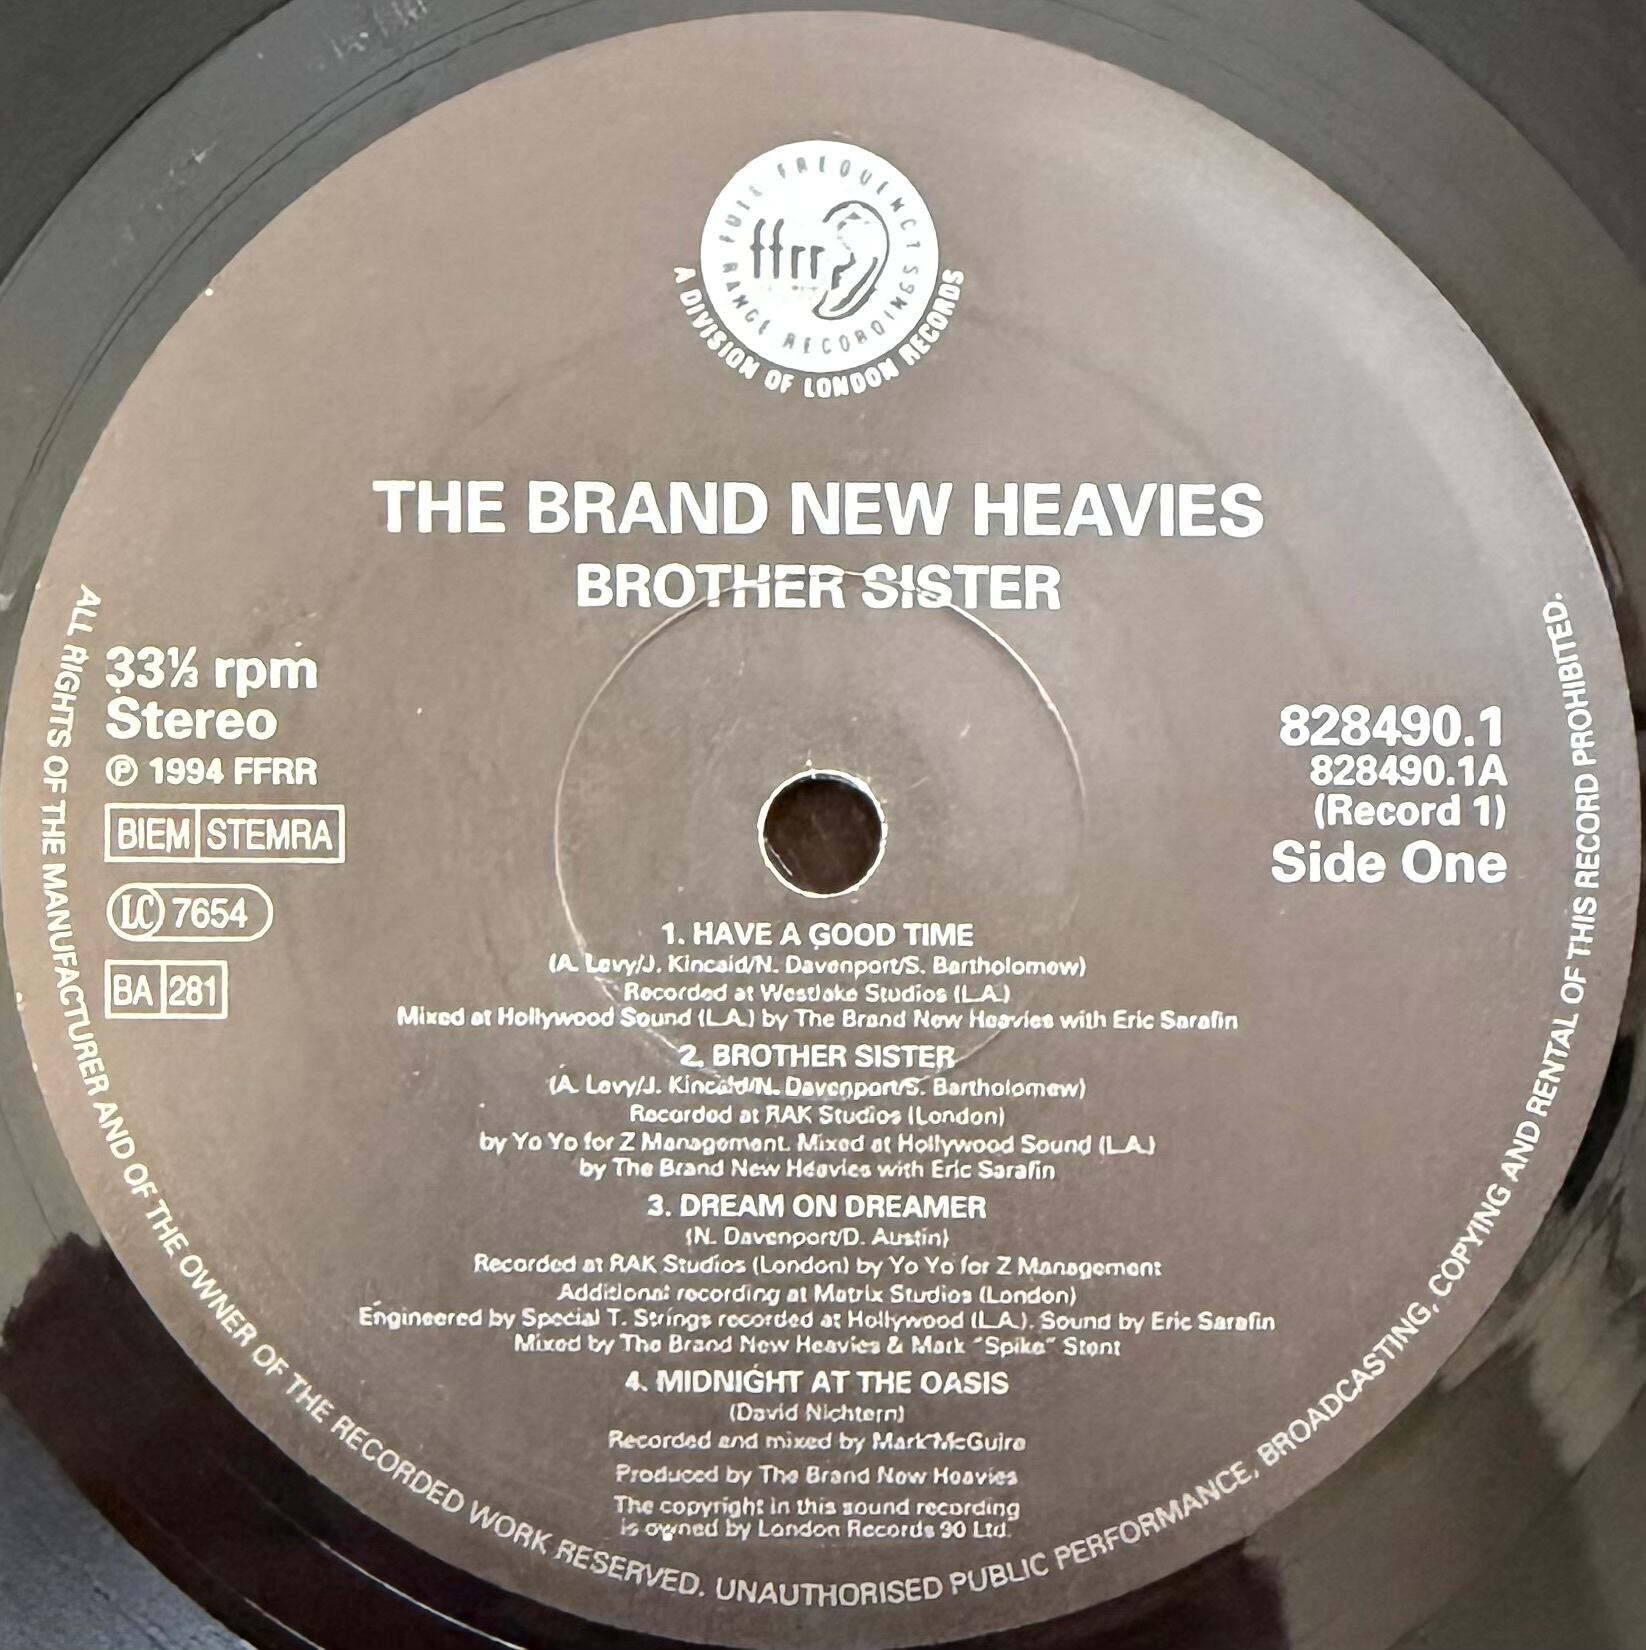 FULL FREQUENCY RANGE RECORDINGS
ffrr
A DIVISION OF LONDON RECORDS
THE BRAND NEW HEAVIES
BROTHER SISTER
33⅓ rpm
Stereo
℗ 1994 FFRR
BIEM STEMRA
LC 7654
BA 281
828490.1
828490.1A
(Record 1)
Side One
1. HAVE A GOOD TIME
(A. Levy/J. Kincaid/N. Davenport/S. Bartholomew)
Recorded at Westlake Studios (L.A.)
Mixed at Hollywood Sound (L.A.) by The Brand New Heavies with Eric Sarafin
2. BROTHER SISTER
(A. Levy/J. Kincaid/N. Davenport/S. Bartholomew)
Recorded at RAK Studios (London)
by Yo Yo for Z Management. Mixed at Hollywood Sound (L.A.)
by The Brand New Heavies with Eric Sarafin
3. DREAM ON DREAMER
(N. Davenport/D. Austin)
Recorded at RAK Studios (London) by Yo Yo for Z Management
Additional recording at Matrix Studios (London)
Engineered by Special T. Strings recorded at Hollywood (L.A.). Sound by Eric Sarafin
Mixed by The Brand New Heavies & Mark "Spike" Stent
4. MIDNIGHT AT THE OASIS
(David Nichtern)
Recorded and mixed by Mark McGuire
Produced by The Brand New Heavies
The copyright in this sound recording
is owned by London Records 90 Ltd.
ALL RIGHTS OF THE MANUFACTURER AND OF THE OWNER OF THE RECORDED WORK RESERVED. UNAUTHORISED PUBLIC PERFORMANCE, BROADCASTING, COPYING AND RENTAL OF THIS RECORD PROHIBITED.